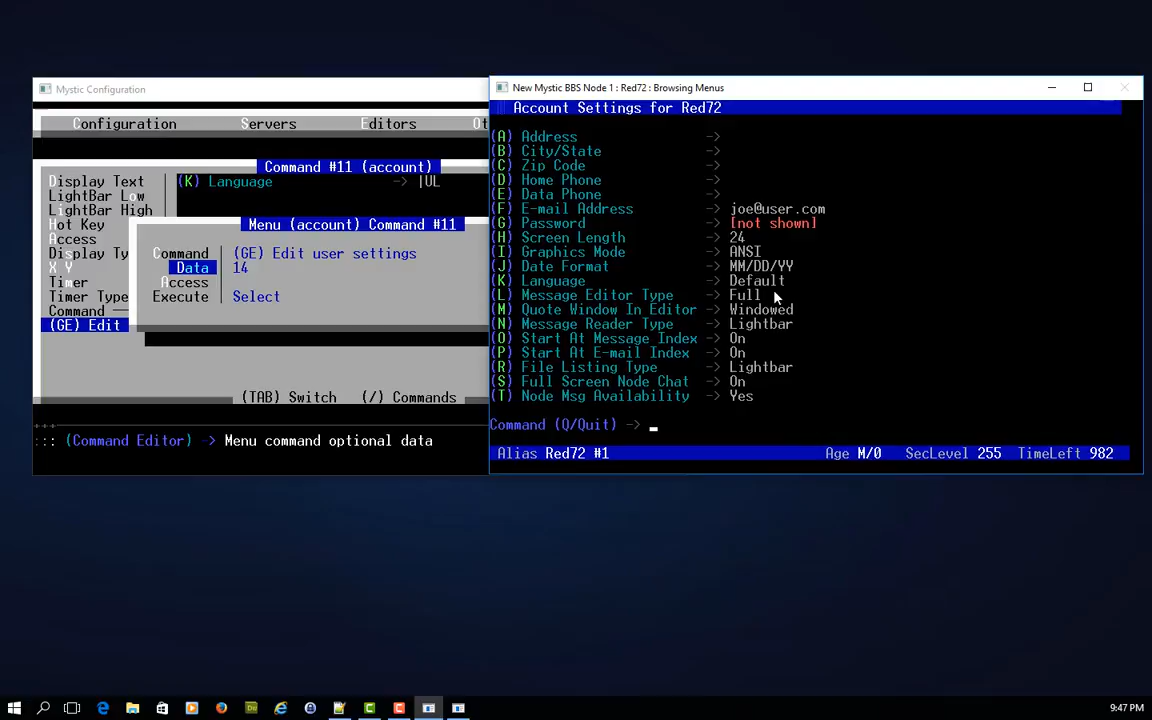 Mystic Configuration
Configuration Servers Editors Ot
Command #11 (account)
Display Text (K) Language -> |UL
LightBar Low
LightBar High
Hot Key Menu (account) Command #11
Access
Display Ty Command (GE) Edit user settings
X Y Data 14
Timer Access
Timer Type Execute Select
Command
(GE) Edit
(TAB) Switch (/) Commands
+++
::: (Command Editor) -> Menu command optional data
New Mystic BBS Node 1 : Red72 : Browsing Menus
Account Settings for Red72
(A) Address ->
(B) City/State ->
(C) Zip Code ->
(D) Home Phone ->
(E) Data Phone ->
(F) E-mail Address -> joe@user.com
(G) Password -> [not shown]
(H) Screen Length -> 24
(I) Graphics Mode -> ANSI
(J) Date Format -> MM/DD/YY
(K) Language -> Default
(L) Message Editor Type -> Full
(M) Quote Window In Editor -> Windowed
(N) Message Reader Type -> Lightbar
(O) Start At Message Index -> On
(P) Start At E-mail Index -> On
(R) File Listing Type -> Lightbar
(S) Full Screen Node Chat -> On
(T) Node Msg Availability -> Yes
Command (Q/Quit) -> _
Alias Red72 #1 Age M/0 SecLevel 255 TimeLeft 982
9:47 PM